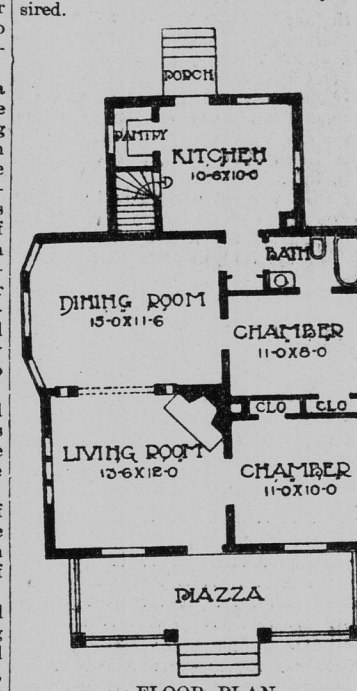 sired.
PORCH
PANTRY
KITCHEN
10-6X10-0
D
BATH
DINING ROOM
15-0X11-6
CHAMBER
11-0X8-0
CLO
CLO
LIVING ROOM
13-6X12-0
CHAMBER
11-0X10-0
PIAZZA
FLOOR PLAN